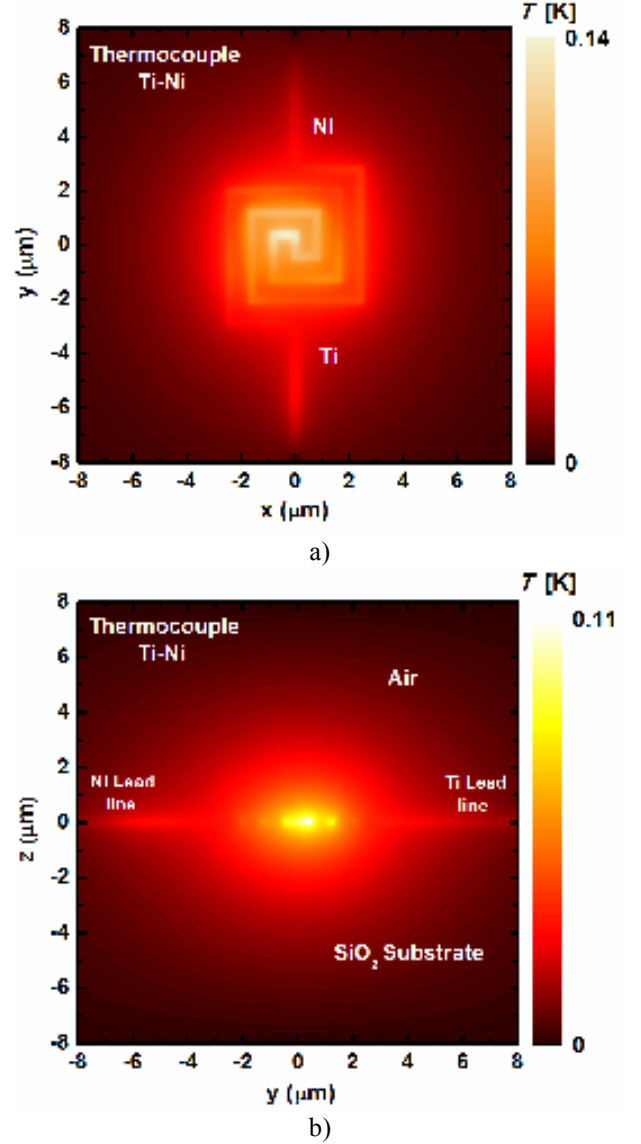 T [K]
0.14
Thermocouple
Ti-Ni
NI
Ti
0
8
6
4
2
0
-2
-4
-6
-8
y (μm)
-8 -6 -4 -2 0 2 4 6 8
x (μm)
a)
T [K]
0.11
Thermocouple
Ti-Ni
Air
NI Lead
line
Ti Lead
line
SiO2 Substrate
0
8
6
4
2
0
-2
-4
-6
-8
z (μm)
-8 -6 -4 -2 0 2 4 6 8
y (μm)
b)